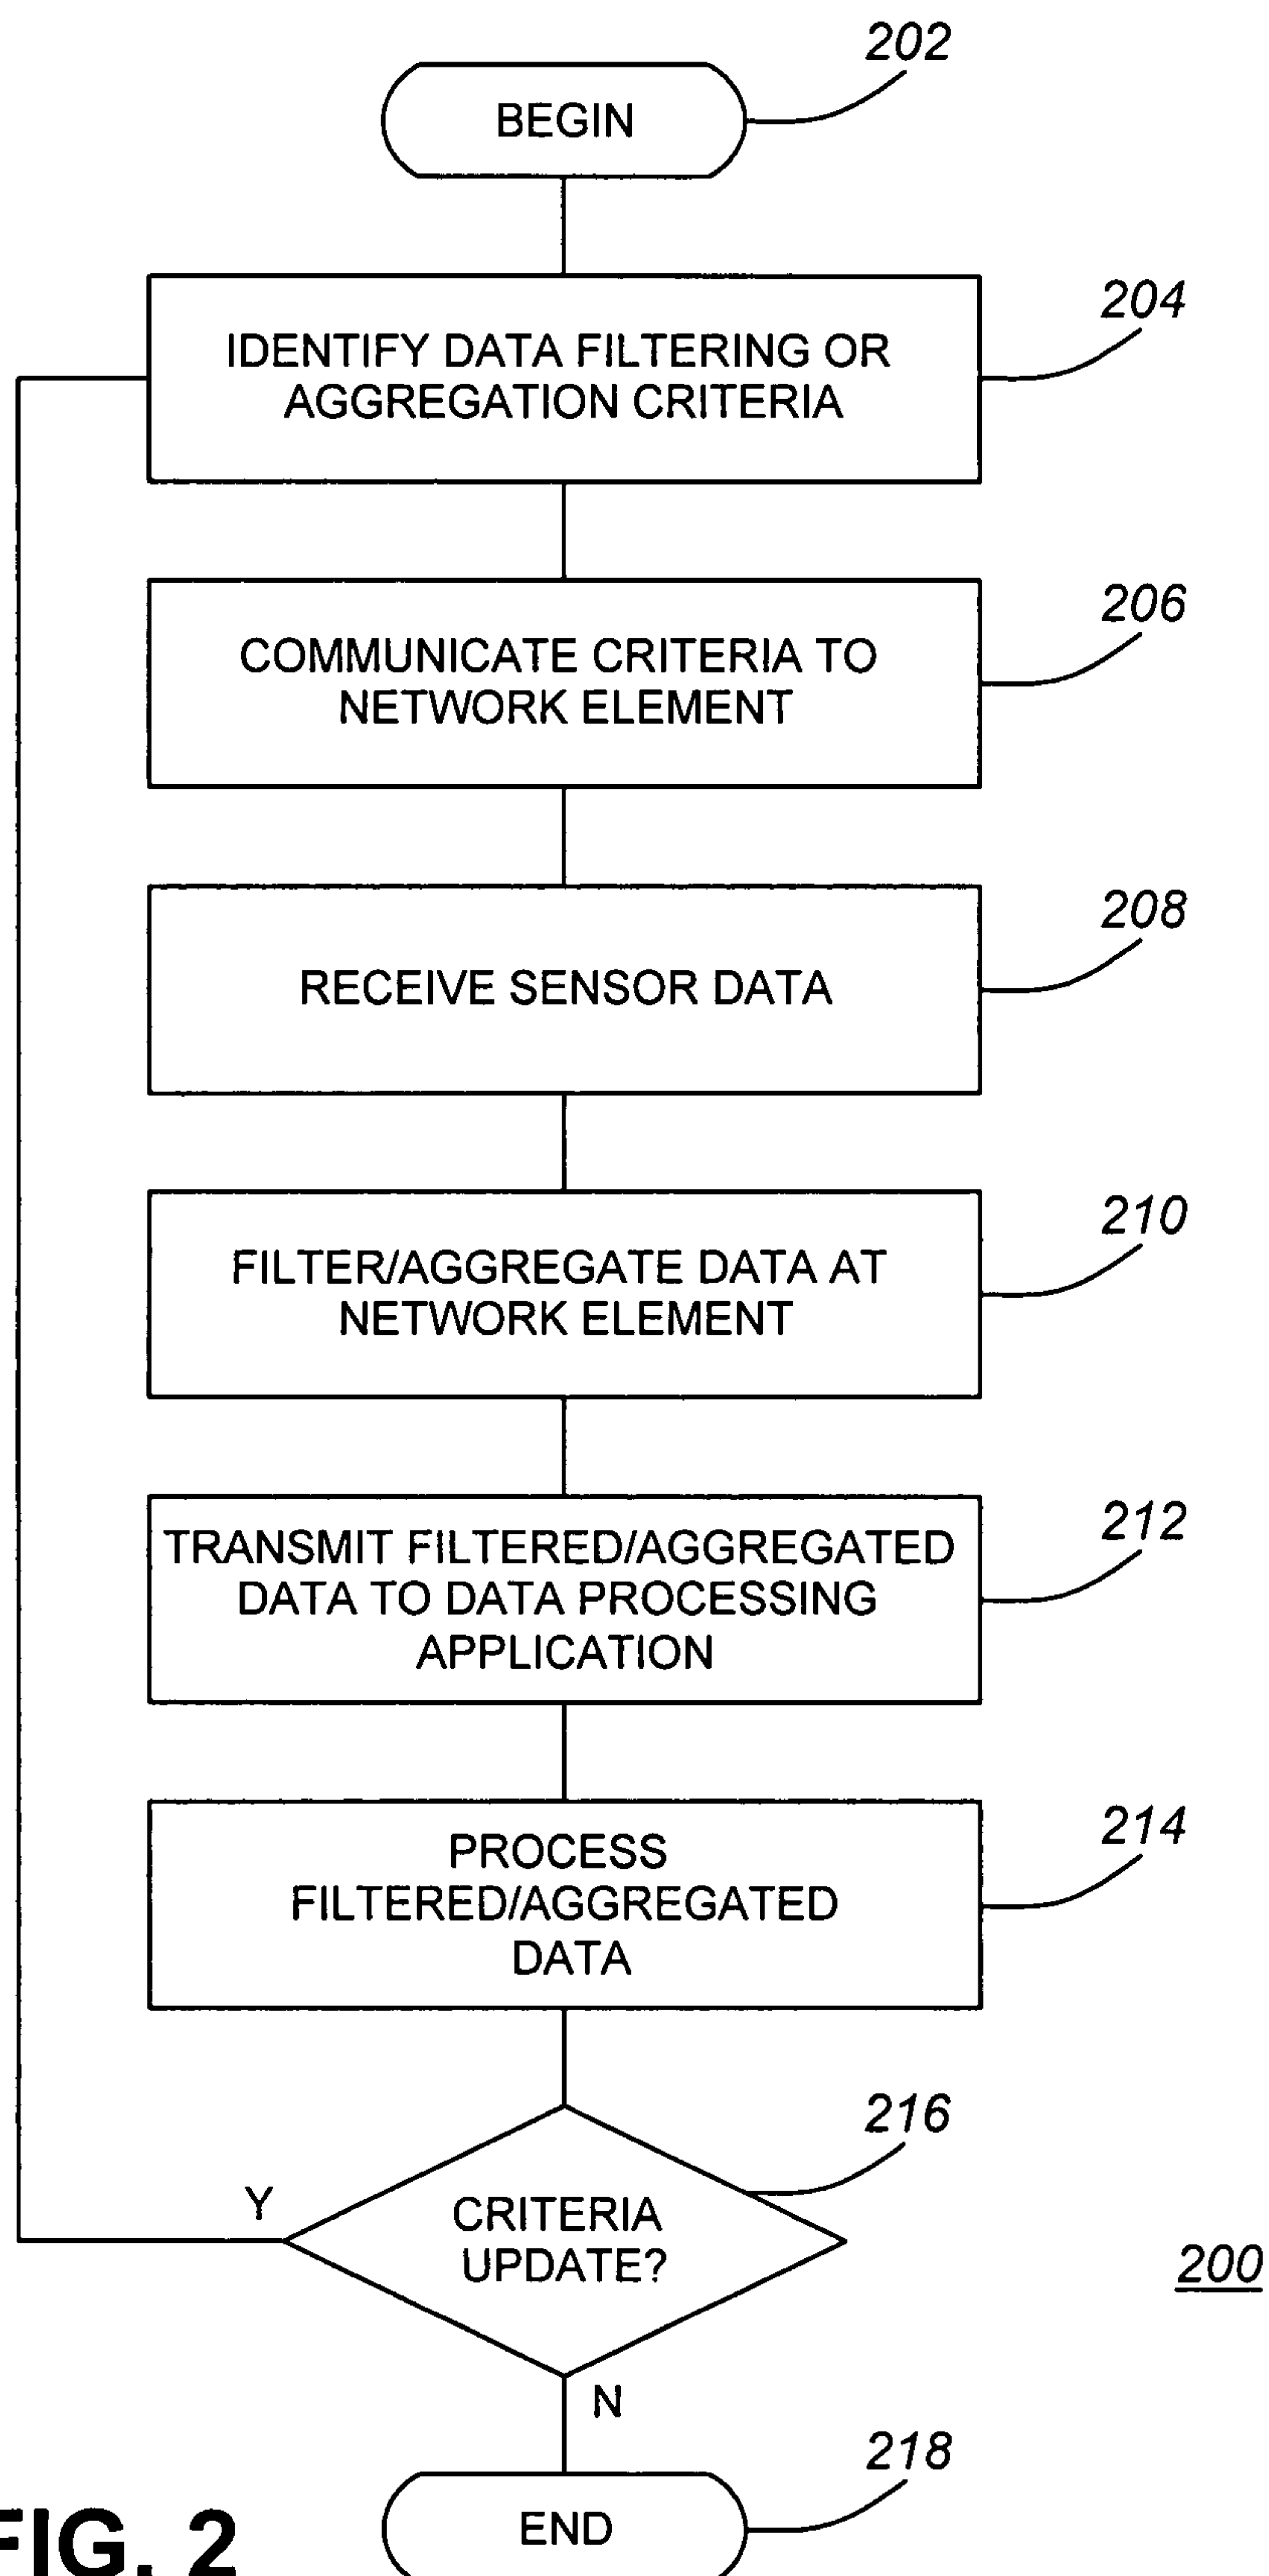 202
BEGIN
204
IDENTIFY DATA FILTERING OR
AGGREGATION CRITERIA
206
COMMUNICATE CRITERIA TO
NETWORK ELEMENT
208
RECEIVE SENSOR DATA
210
FILTER/AGGREGATE DATA AT
NETWORK ELEMENT
212
TRANSMIT FILTERED/AGGREGATED
DATA TO DATA PROCESSING
APPLICATION
214
PROCESS
FILTERED/AGGREGATED
DATA
216
Y
CRITERIA
UPDATE?
200
N
218
END
FIG. 2